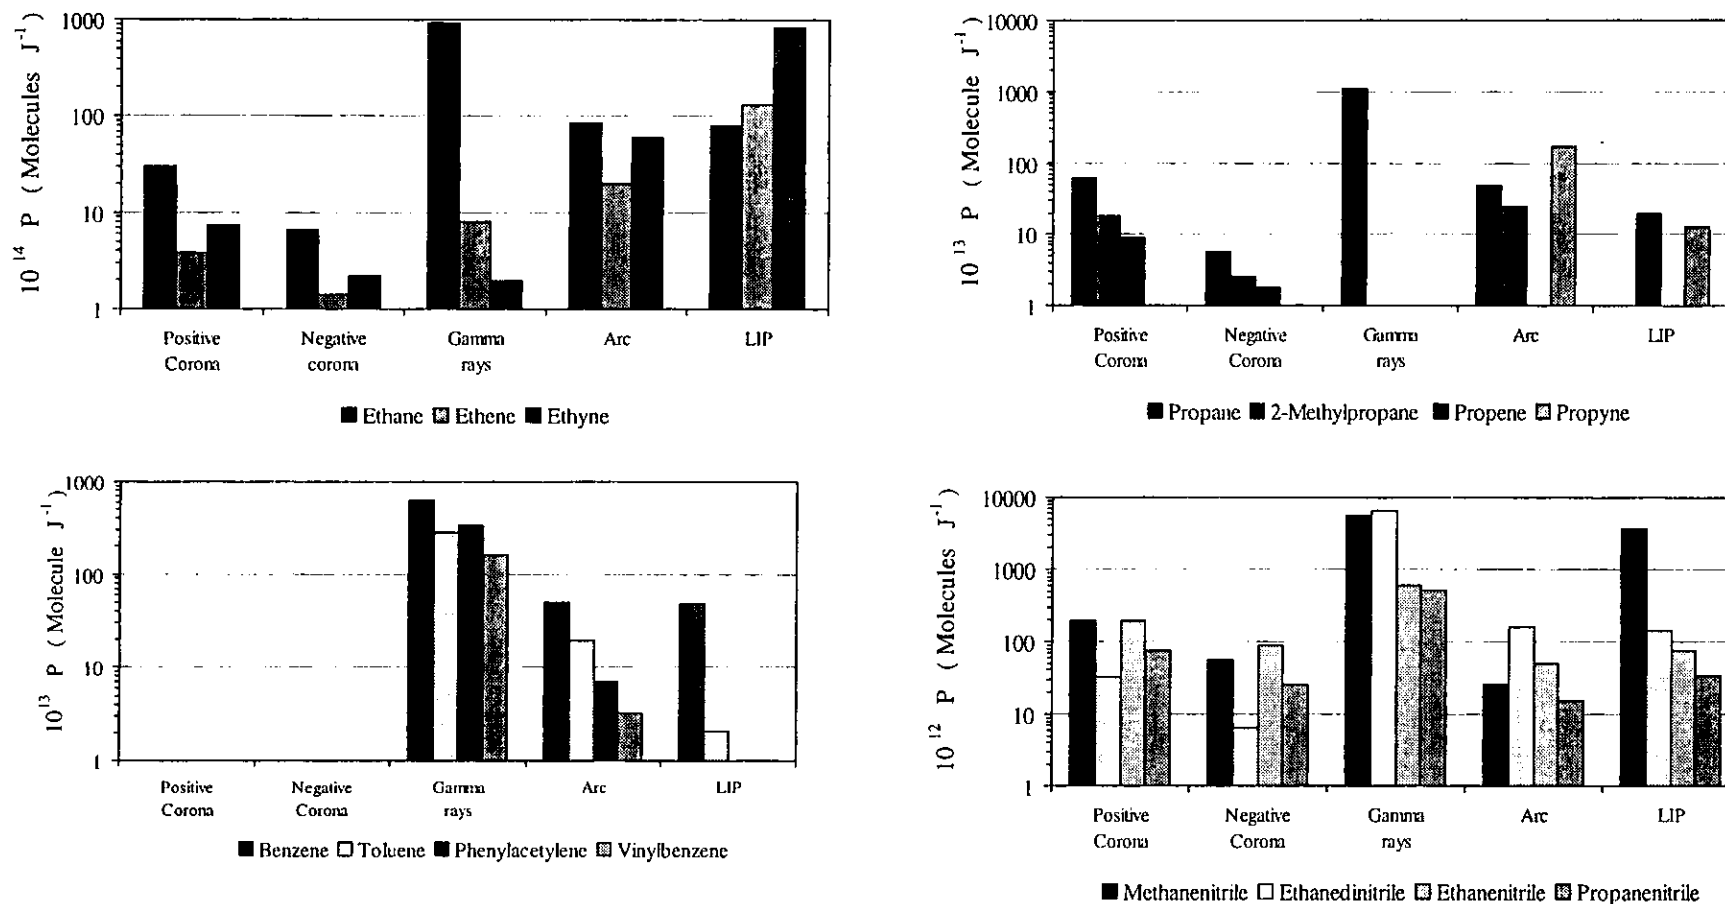 10 14 P ( Molecules J-1 )
1000
100
10
1
Positive Corona
Negative corona
Gamma rays
Arc
LIP
Ethane Ethene Ethyne
10 13 P ( Molecule J-1 )
10000
1000
100
10
1
Positive Corona
Negative Corona
Gamma rays
Arc
LIP
Propane 2-Methylpropane Propene Propyne
10 13 P ( Molecule J-1 )
1000
100
10
1
Positive Corona
Negative Corona
Gamma rays
Arc
LIP
Benzene Toluene Phenylacetylene Vinylbenzene
10 12 P ( Molecules J-1 )
10000
1000
100
10
1
Positive Corona
Negative Corona
Gamma rays
Arc
LIP
Methanenitrile Ethanedinitrile Ethanenitrile Propanenitrile